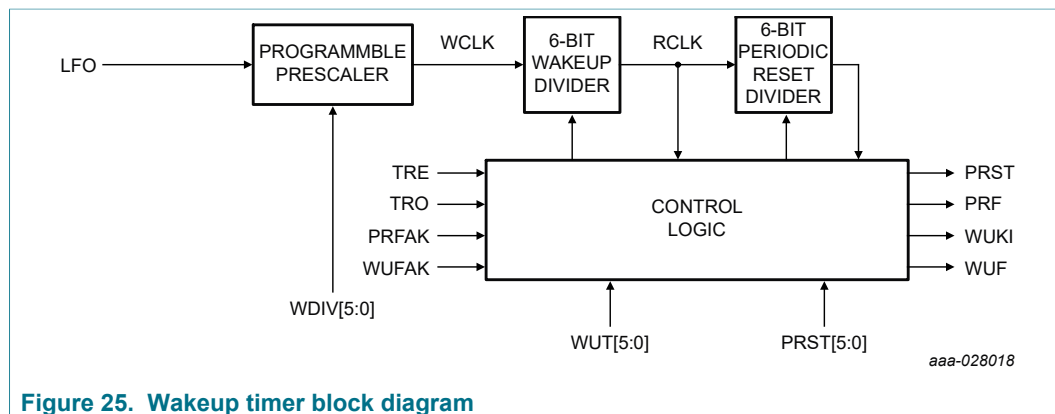 LFO
PROGRAMMBLE
PRESCALER
WCLK
6-BIT
WAKEUP
DIVIDER
RCLK
6-BIT
PERIODIC
RESET
DIVIDER
TRE
TRO
PRFAK
WUFAK
CONTROL
LOGIC
PRST
PRF
WUKI
WUF
WDIV[5:0]
WUT[5:0]
PRST[5:0]
aaa-028018
Figure 25. Wakeup timer block diagram